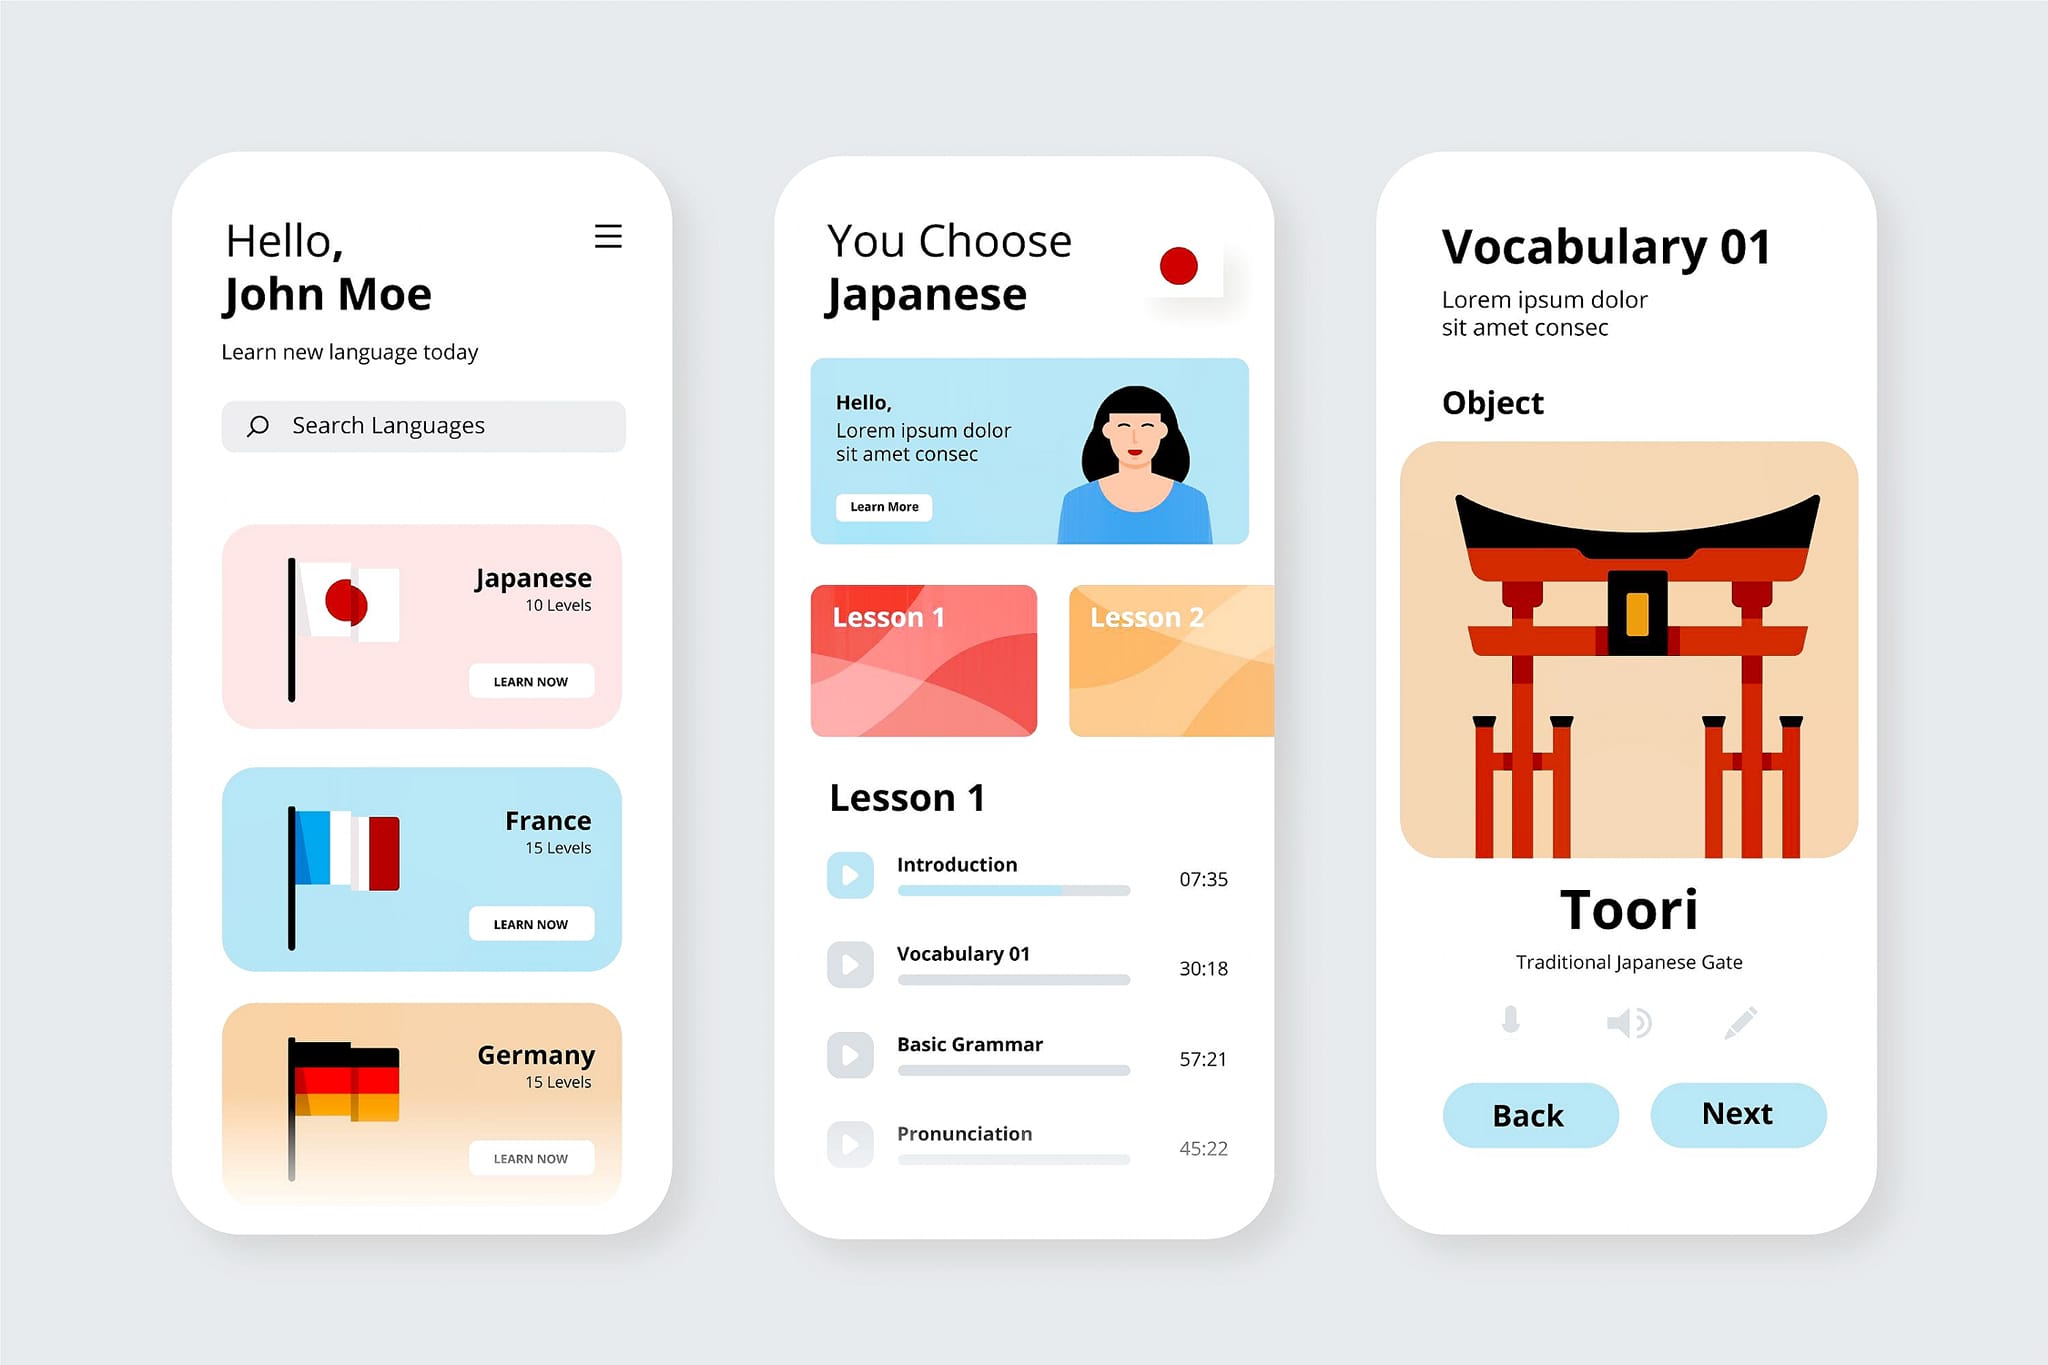 Hello,
John Moe
Learn new language today
Search Languages
Japanese
10 Levels
LEARN NOW
France
15 Levels
LEARN NOW
Germany
15 Levels
LEARN NOW
You Choose
Japanese
Hello,
Lorem ipsum dolor
sit amet consec
Learn More
Lesson 1
Lesson 2
Lesson 1
Introduction
07:35
Vocabulary 01
30:18
Basic Grammar
57:21
Pronunciation
45:22
Vocabulary 01
Lorem ipsum dolor
sit amet consec
Object
Toori
Traditional Japanese Gate
Back
Next